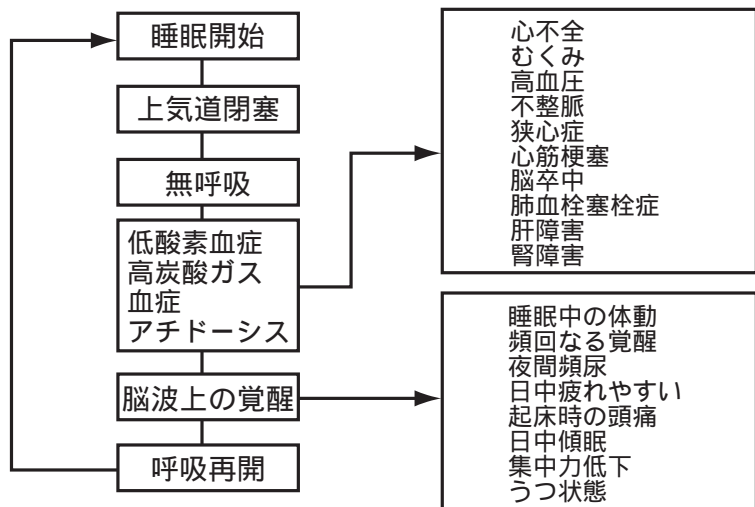 睡眠開始
上気道閉塞
無呼吸
低酸素血症
高炭酸ガス
血症
アチドーシス
脳波上の覚醒
呼吸再開
心不全
むくみ
高血圧
不整脈
狭心症
心筋梗塞
脳卒中
肺血栓塞栓症
肝障害
腎障害
睡眠中の体動
頻回なる覚醒
夜間頻尿
日中疲れやすい
起床時の頭痛
日中傾眠
集中力低下
うつ状態